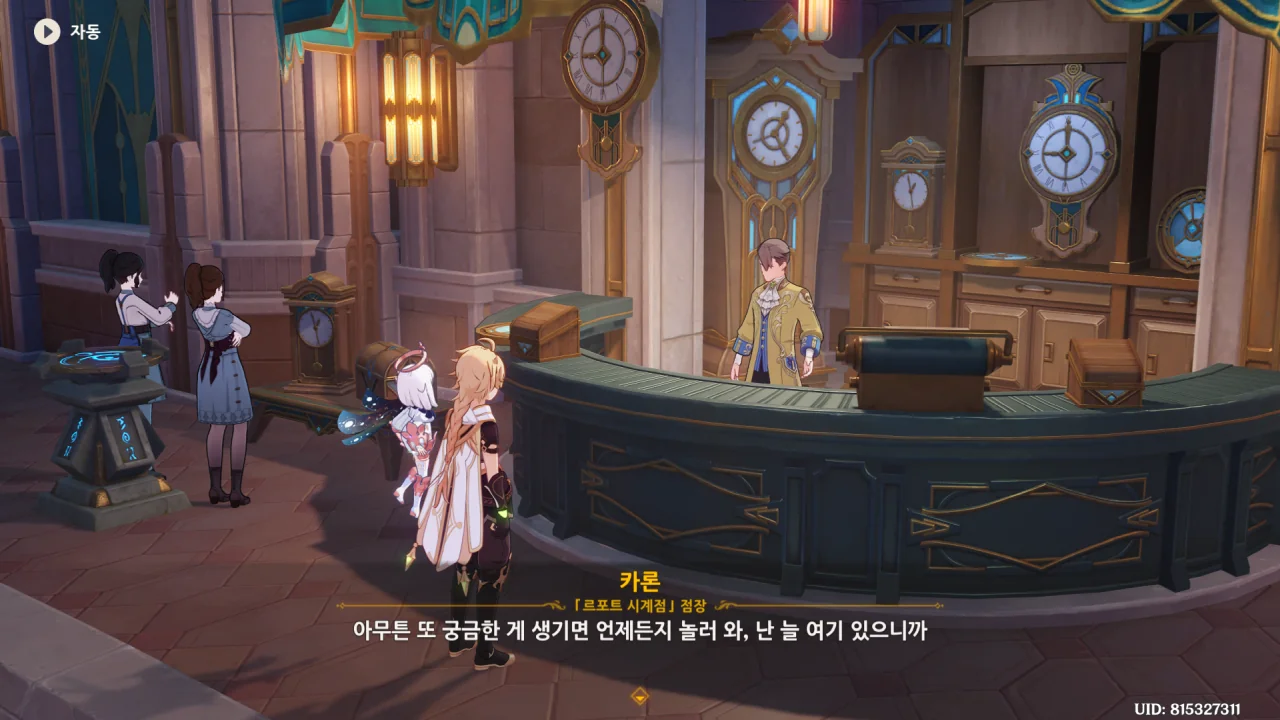 자동
카론
「르포트 시계점」 점장
아무튼 또 궁금한 게 생기면 언제든지 놀러 와, 난 늘 여기 있으니까
UID: 815327311